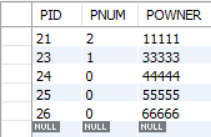 PID PNUM POWNER
21 2 11111
23 1 33333
24 0 44444
25 0 55555
26 0 66666
NULL NULL NULL